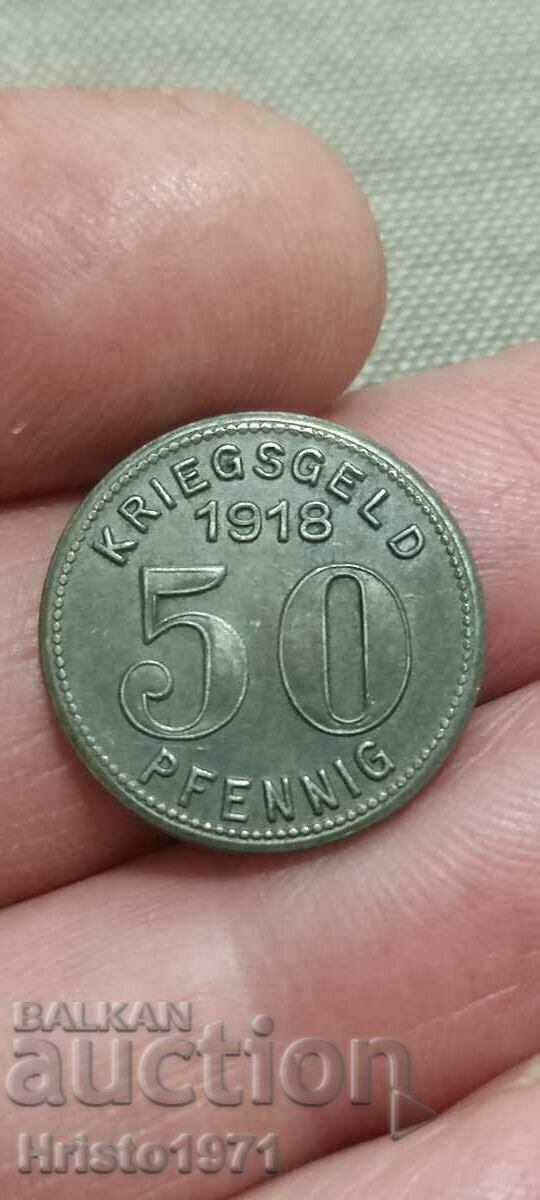 KRIEGSGELD
1918
50
PFENNIG
BALKAN
auction
Hristo1971